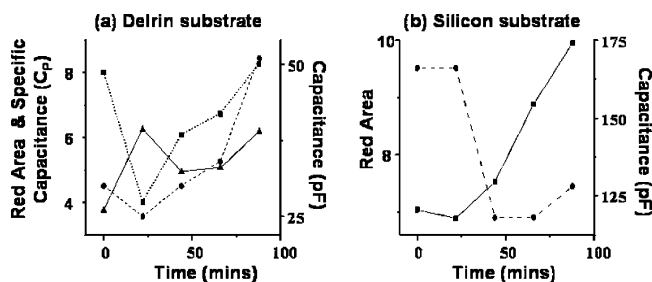 (a) Delrin substrate
Red Area & Specific
Capacitance (CP)
8
6
4
50
25
Capacitance
(pF)
0
50
100
Time (mins)
(b) Silicon substrate
Red Area
10
7
175
150
125
Capacitance
(pF)
0
50
100
Time (mins)